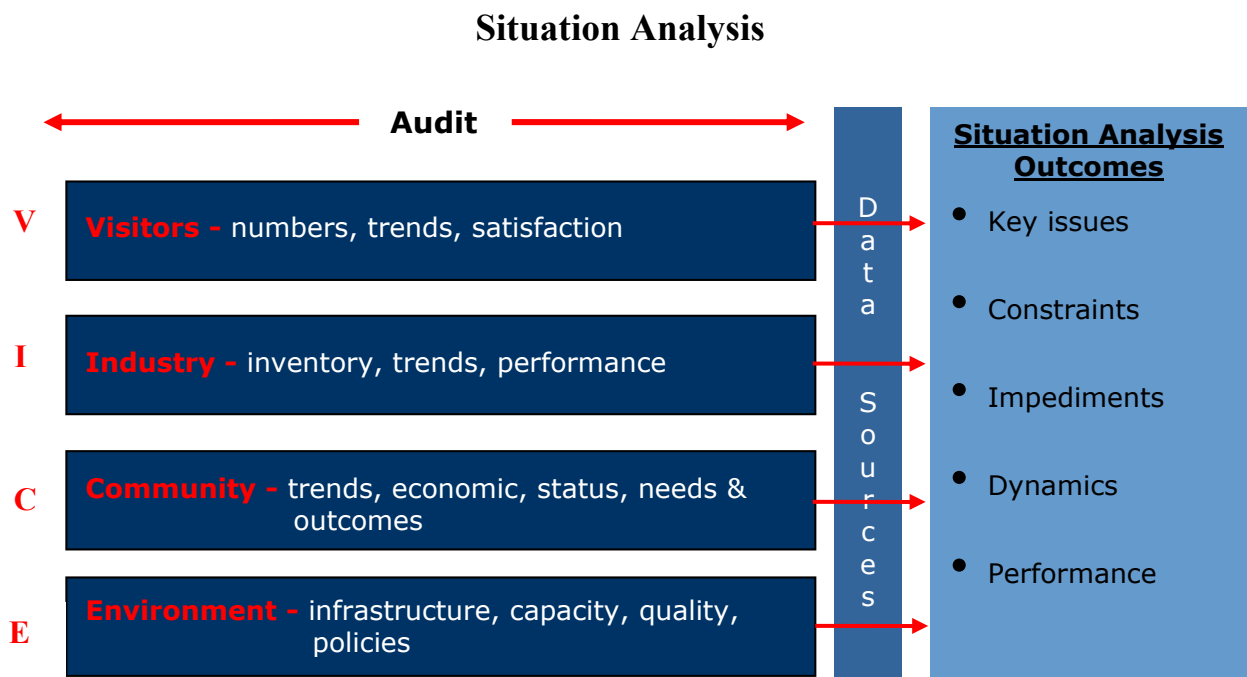 Situation Analysis
Audit
V
Visitors - numbers, trends, satisfaction
I
Industry - inventory, trends, performance
C
Community - trends, economic, status, needs &
outcomes
E
Environment - infrastructure, capacity, quality,
policies
Data Sources
Situation Analysis
Outcomes
• Key issues
• Constraints
• Impediments
• Dynamics
• Performance